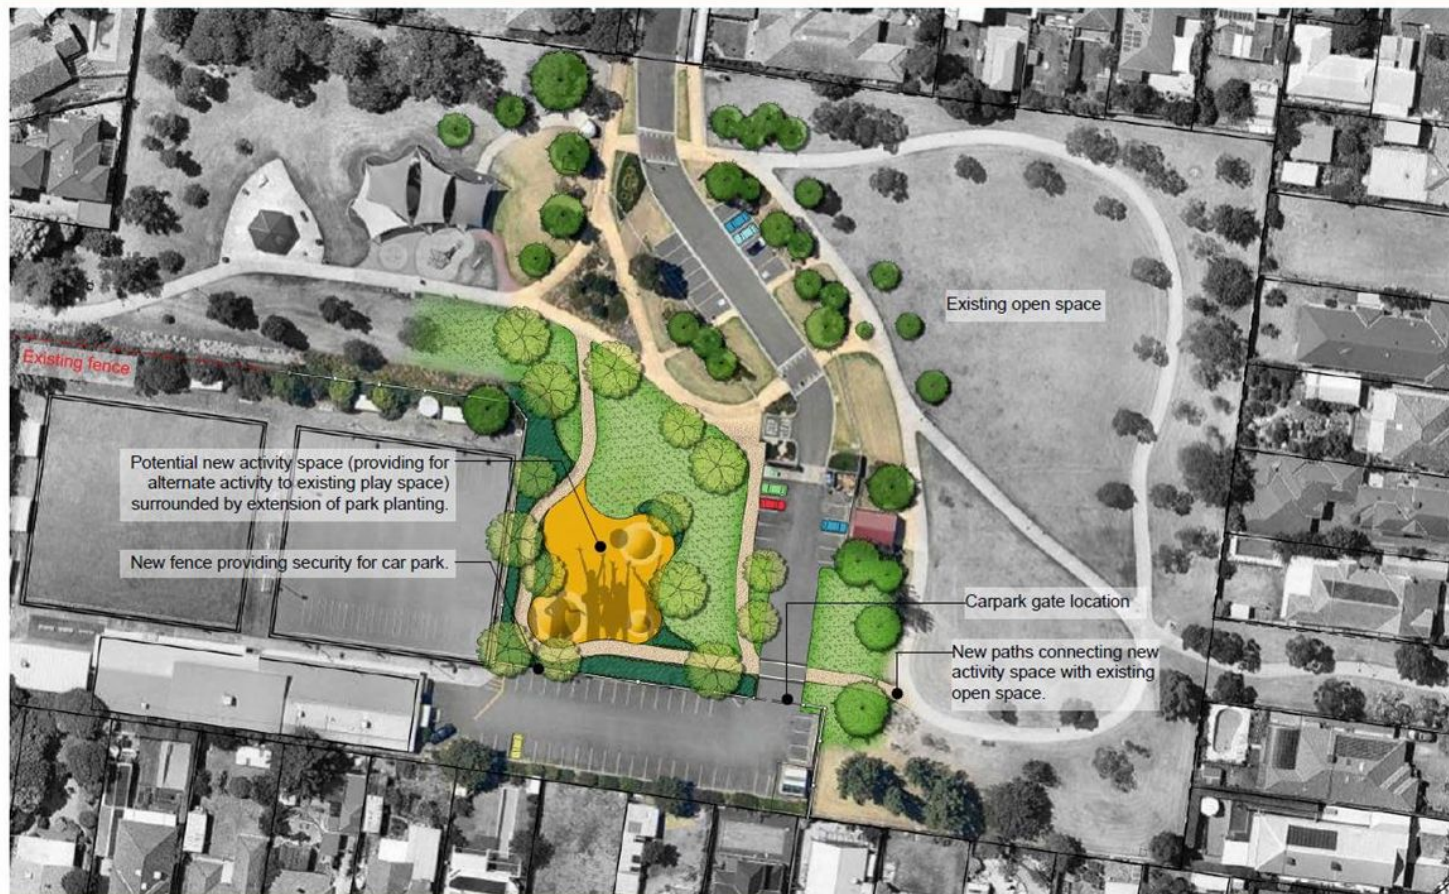 Existing open space
Existing fence
Potential new activity space (providing for
alternate activity to existing play space)
surrounded by extension of park planting.
New fence providing security for car park.
Carpark gate location
New paths connecting new
activity space with existing
open space.